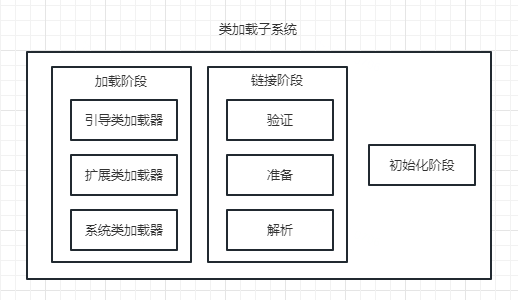 类加载子系统
加载阶段
引导类加载器
扩展类加载器
系统类加载器
链接阶段
验证
准备
解析
初始化阶段